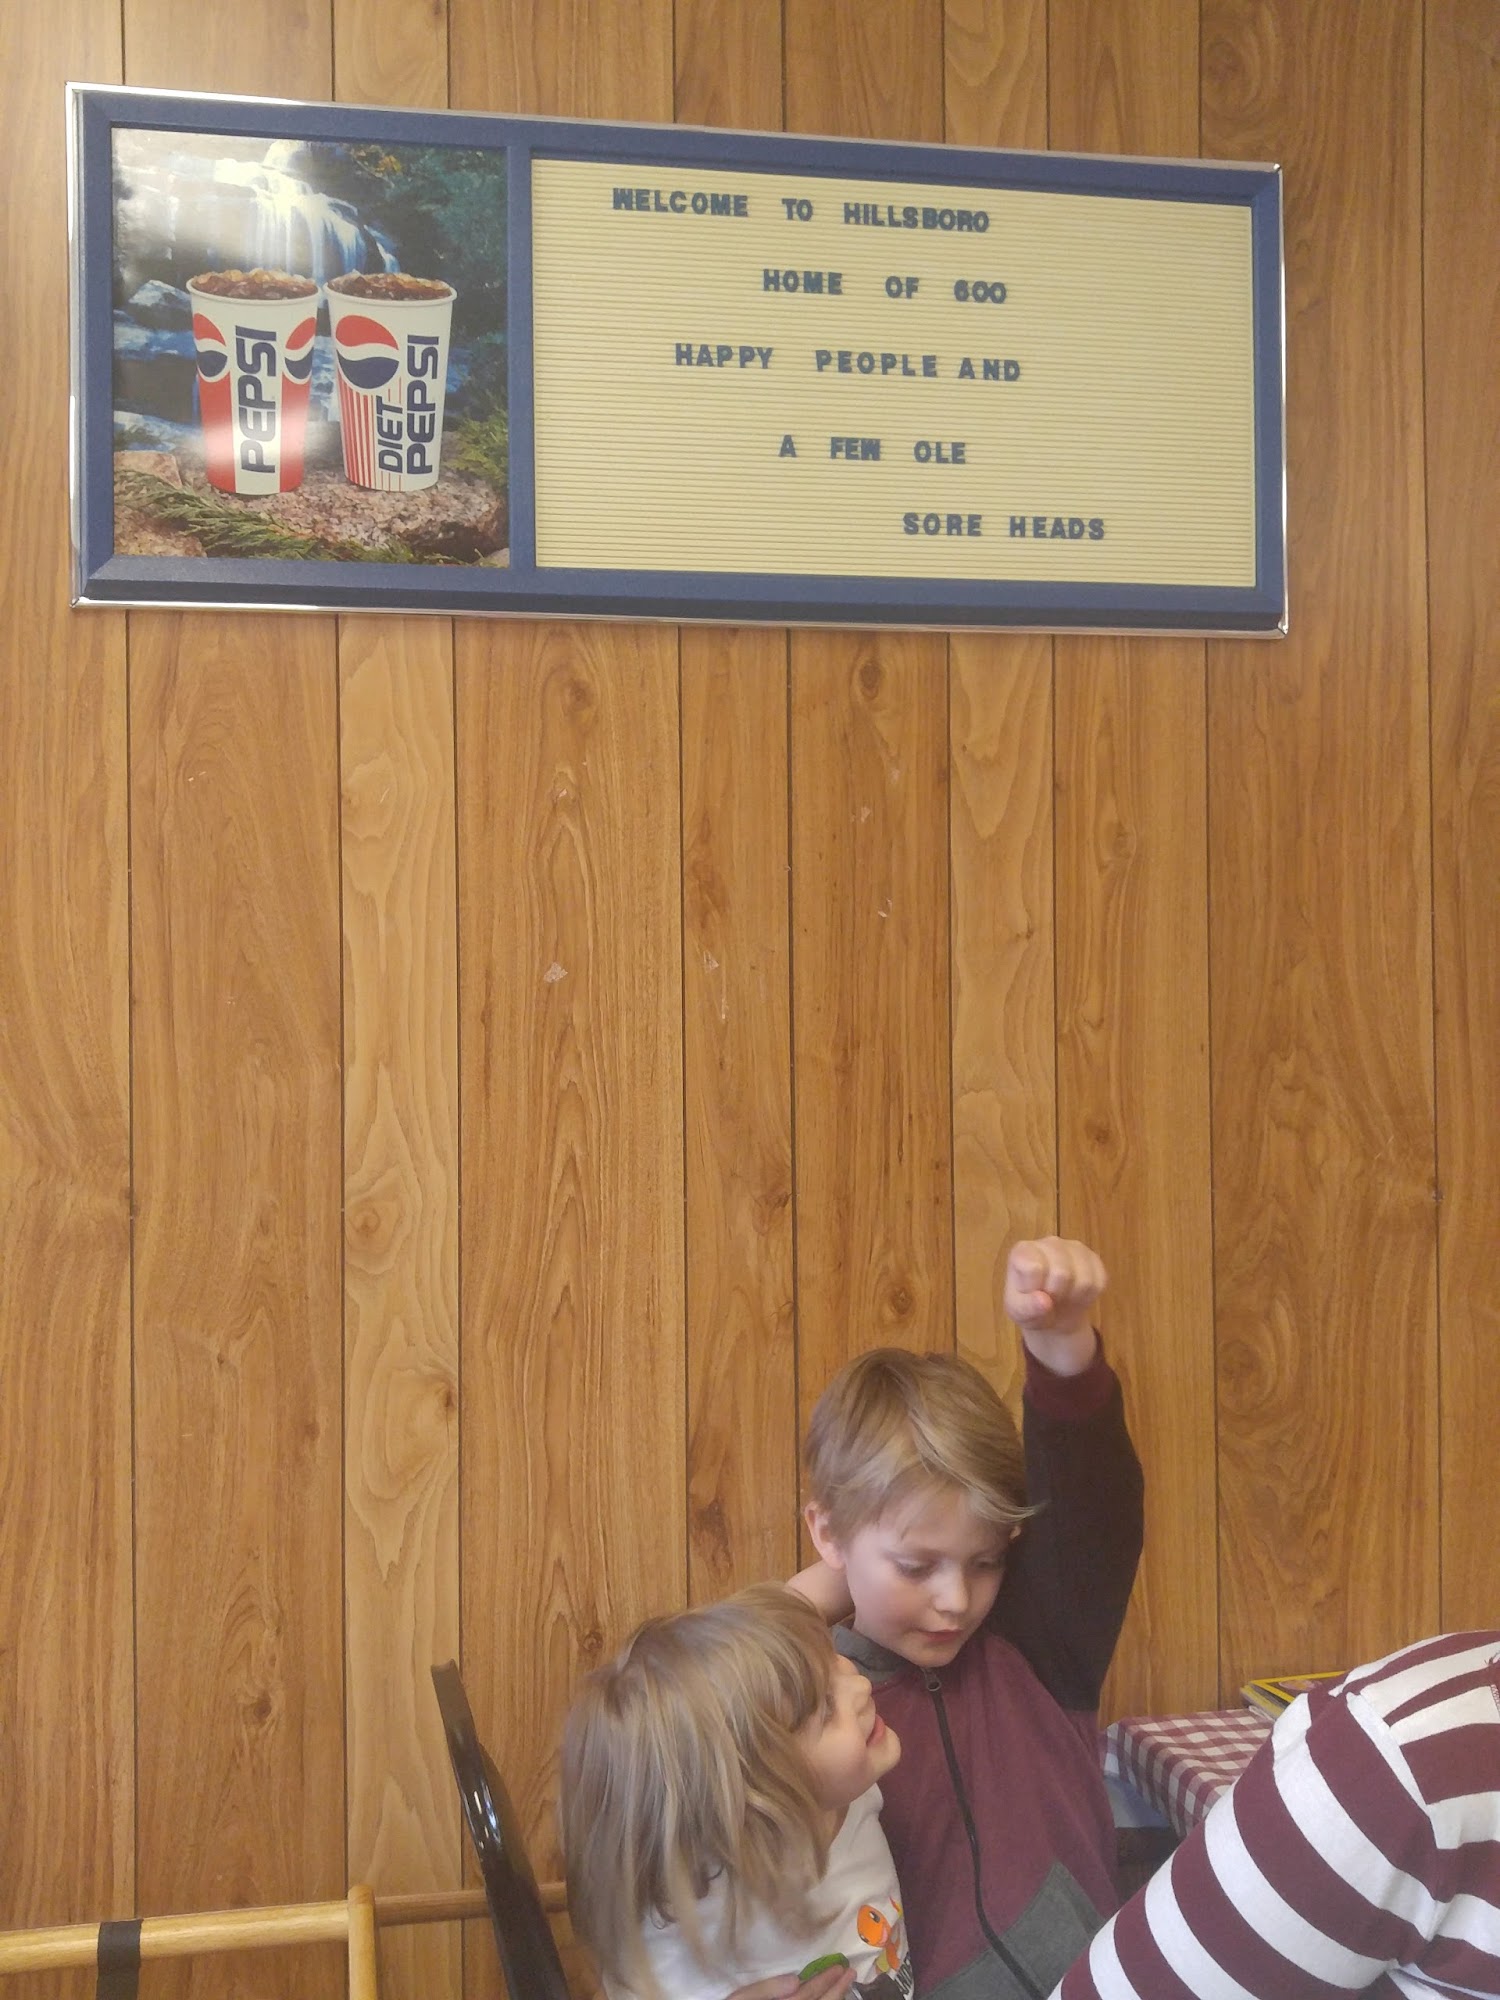 PEPSI
DIET
PEPSI
WELCOME TO HILLSBORO
HOME OF 600
HAPPY PEOPLE AND
A FEW OLE
SORE HEADS